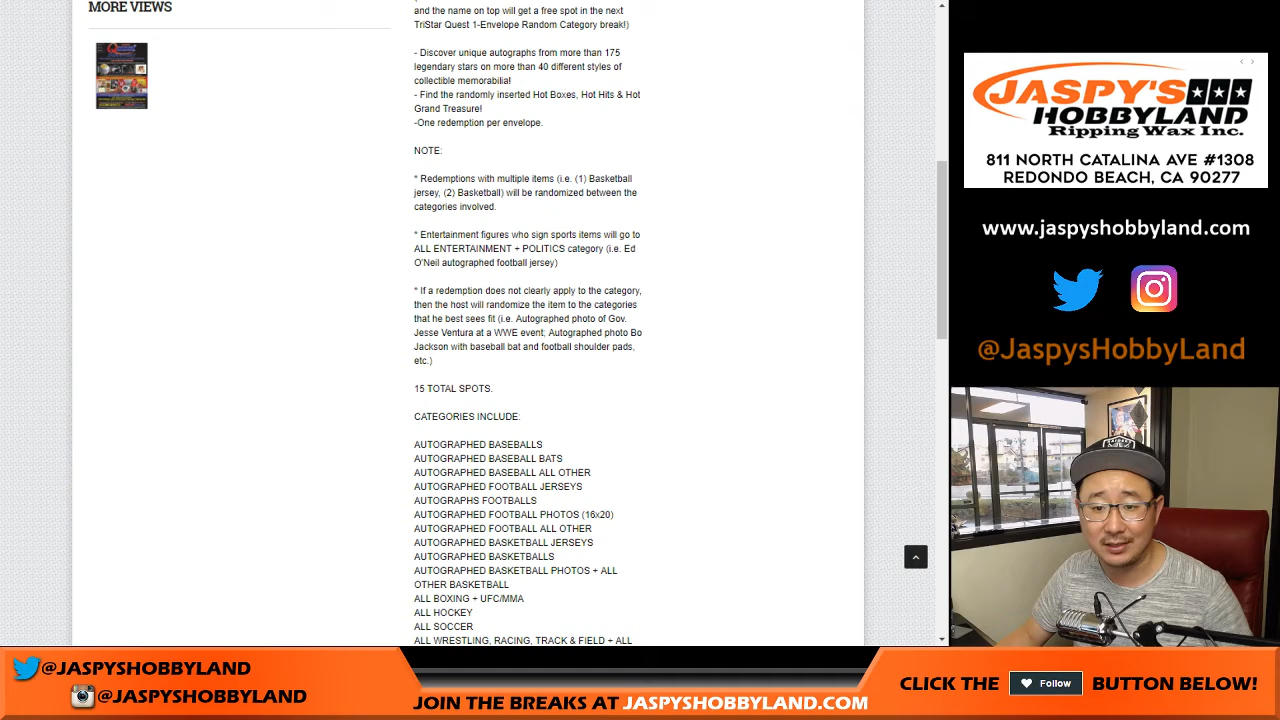 MORE VIEWS
and the name on top will get a free spot in the next
TriStar Quest 1-Envelope Random Category break!)
- Discover unique autographs from more than 175
legendary stars on more than 40 different styles of
collectible memorabilia!
- Find the randomly inserted Hot Boxes, Hot Hits & Hot
Grand Treasure!
-One redemption per envelope.
NOTE:
* Redemptions with multiple items (i.e. (1) Basketball
jersey, (2) Basketball) will be randomized between the
categories involved.
* Entertainment figures who sign sports items will go to
ALL ENTERTAINMENT + POLITICS category (i.e. Ed
O'Neil autographed football jersey)
* If a redemption does not clearly apply to the category,
then the host will randomize the item to the categories
that he best sees fit (i.e. Autographed photo of Gov.
Jesse Ventura at a WWE event; Autographed photo Bo
Jackson with baseball bat and football shoulder pads,
etc.)
15 TOTAL SPOTS.
CATEGORIES INCLUDE:
AUTOGRAPHED BASEBALLS
AUTOGRAPHED BASEBALL BATS
AUTOGRAPHED BASEBALL ALL OTHER
AUTOGRAPHED FOOTBALL JERSEYS
AUTOGRAPHS FOOTBALLS
AUTOGRAPHED FOOTBALL PHOTOS (16x20)
AUTOGRAPHED FOOTBALL ALL OTHER
AUTOGRAPHED BASKETBALL JERSEYS
AUTOGRAPHED BASKETBALLS
AUTOGRAPHED BASKETBALL PHOTOS + ALL
OTHER BASKETBALL
ALL BOXING + UFC/MMA
ALL HOCKEY
ALL SOCCER
ALL WRESTLING, RACING, TRACK & FIELD + ALL
JASPY'S
HOBBYLAND
Ripping Wax Inc.
811 NORTH CATALINA AVE #1308
REDONDO BEACH, CA 90277
www.jaspyshobbyland.com
@JaspysHobbyLand
@JASPYSHOBBYLAND
@JASPYSHOBBYLAND
JOIN THE BREAKS AT JASPYSHOBBYLAND.COM
CLICK THE Follow BUTTON BELOW!